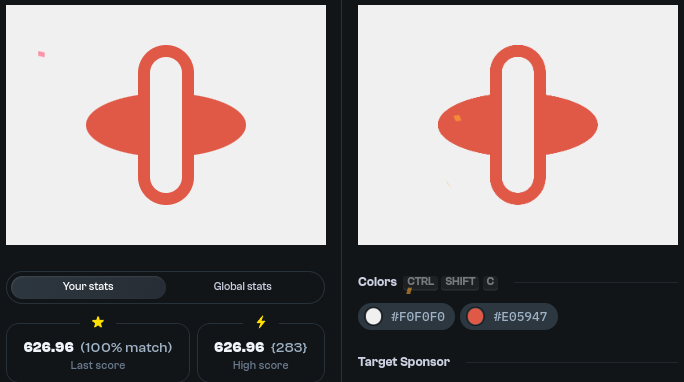 Your stats
Global stats
626.96 (100% match)
Last score
626.96 {283}
High score
Colors CTRL SHIFT C
#F0F0F0
#E05947
Target Sponsor